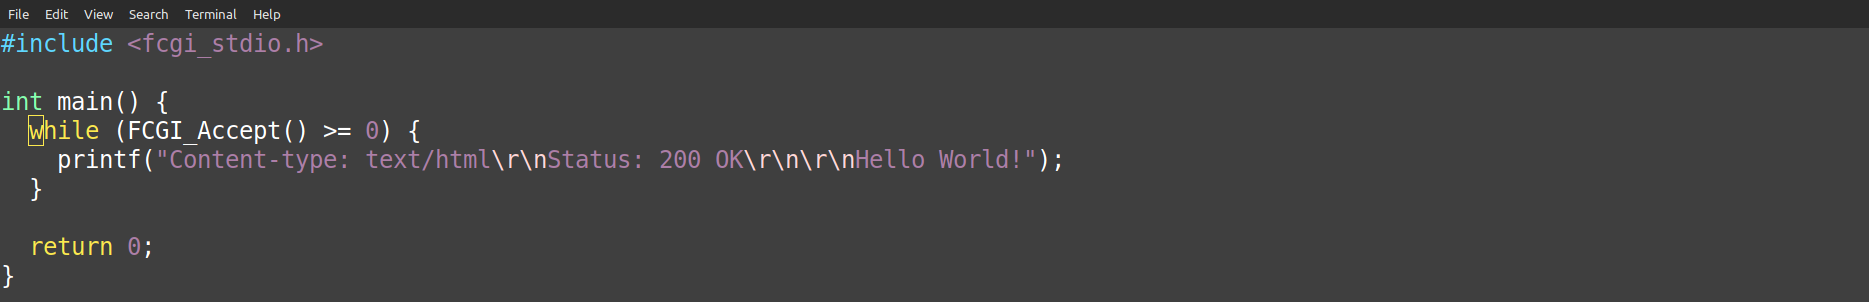 File Edit View Search Terminal Help
#include <fcgi_stdio.h>

int main() {
  while (FCGI_Accept() >= 0) {
    printf("Content-type: text/html\r\nStatus: 200 OK\r\n\r\nHello World!");
  }

  return 0;
}